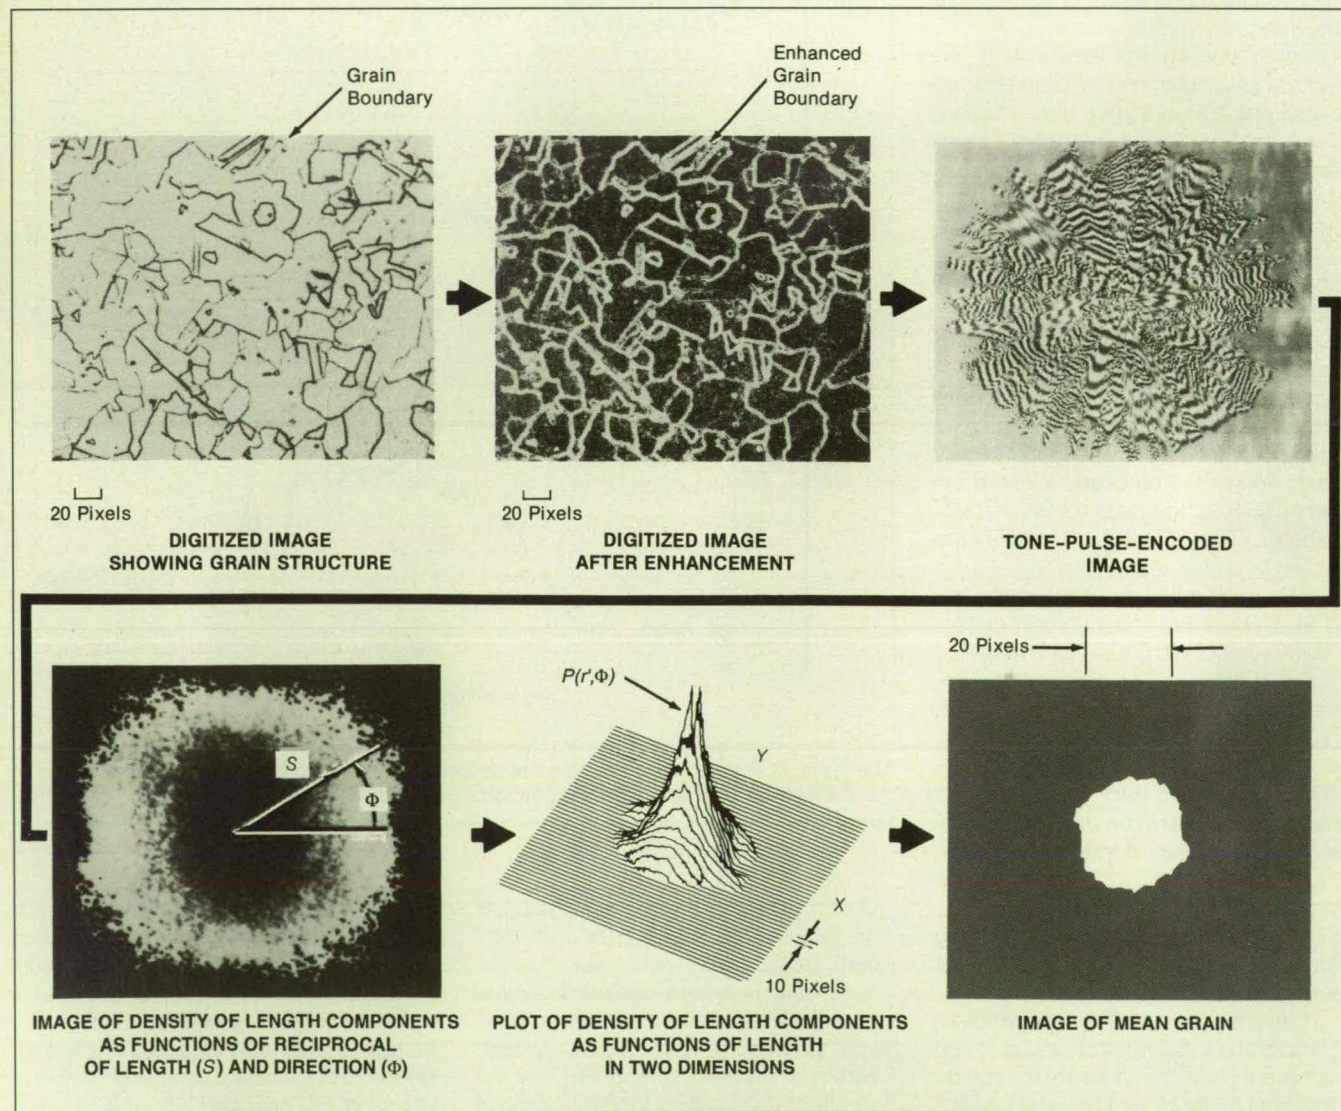 Grain
Boundary
Enhanced
Grain
Boundary
20 Pixels
DIGITIZED IMAGE
SHOWING GRAIN STRUCTURE
20 Pixels
DIGITIZED IMAGE
AFTER ENHANCEMENT
TONE-PULSE-ENCODED
IMAGE
S
Φ
IMAGE OF DENSITY OF LENGTH COMPONENTS
AS FUNCTIONS OF RECIPROCAL
OF LENGTH (S) AND DIRECTION (Φ)
P(r',Φ)
Y
X
10 Pixels
PLOT OF DENSITY OF LENGTH COMPONENTS
AS FUNCTIONS OF LENGTH
IN TWO DIMENSIONS
20 Pixels
IMAGE OF MEAN GRAIN